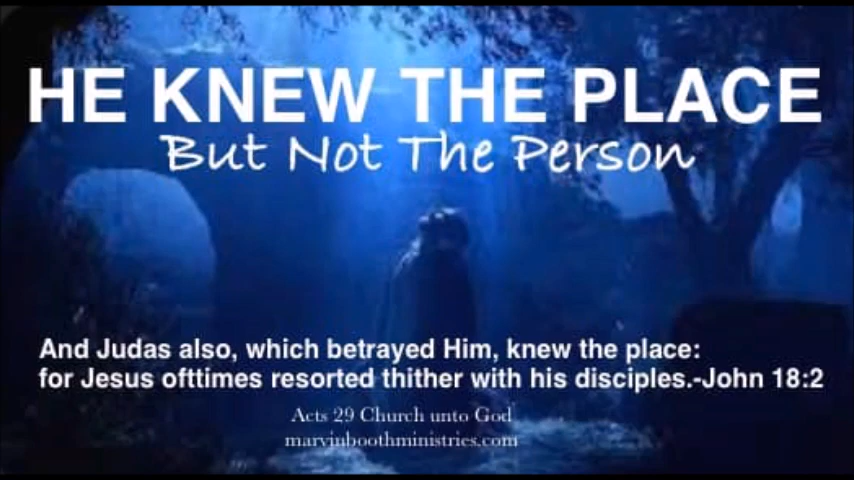 HE KNEW THE PLACE
But Not The Person
And Judas also, which betrayed Him, knew the place:
for Jesus ofttimes resorted thither with his disciples.-John 18:2
Acts 29 Church unto God
marvinboothministries.com